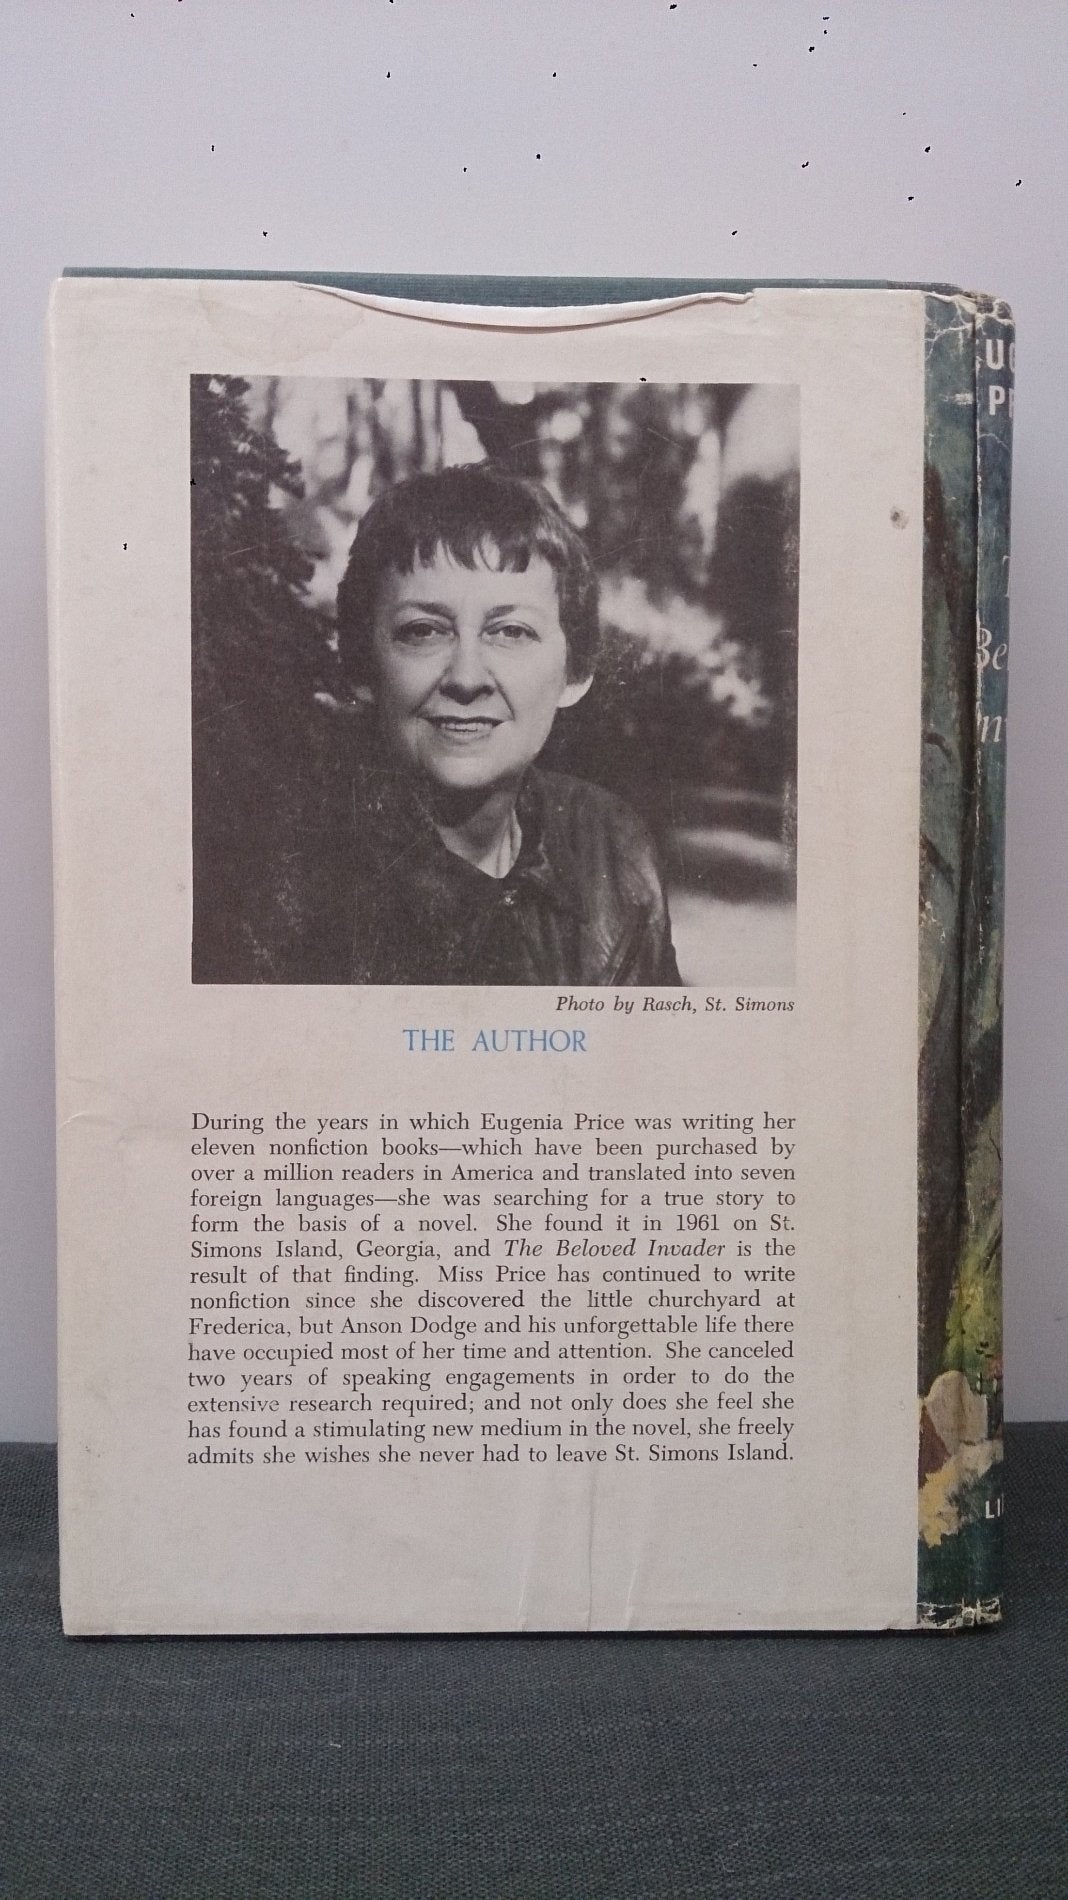 Photo by Rasch, St. Simons
THE AUTHOR
During the years in which Eugenia Price was writing her
eleven nonfiction books—which have been purchased by
over a million readers in America and translated into seven
foreign languages—she was searching for a true story to
form the basis of a novel. She found it in 1961 on St.
Simons Island, Georgia, and The Beloved Invader is the
result of that finding. Miss Price has continued to write
nonfiction since she discovered the little churchyard at
Frederica, but Anson Dodge and his unforgettable life there
have occupied most of her time and attention. She canceled
two years of speaking engagements in order to do the
extensive research required; and not only does she feel she
has found a stimulating new medium in the novel, she freely
admits she wishes she never had to leave St. Simons Island.